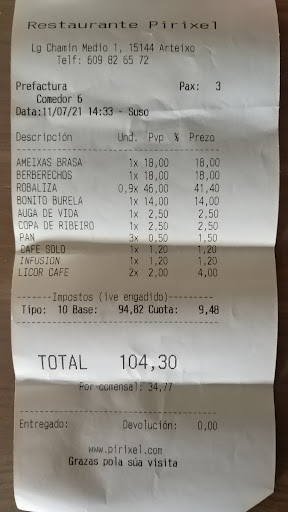 Restaurante Pirixel
Lg Chamin Medio 1, 15144 Arteixo
Telf: 609 82 65 72
Prefactura Pax: 3
Comedor 6
Data:11/07/21 14:33 - Suso
Descripción Und. Pvp % Prezo
AMEIXAS BRASA 1x 18,00 18,00
BERBERECHOS 1x 18,00 18,00
ROBALIZA 0,9x 46,00 41,40
BONITO BURELA 1x 14,00 14,00
AUGA DE VIDA 1x 2,50 2,50
COPA DE RIBEIRO 1x 2,50 2,50
PAN 3x 0,50 1,50
CAFE SOLO 1x 1,20 1,20
INFUSION 1x 1,20 1,20
LICOR CAFE 2x 2,00 4,00
-------Impostos (ive engadido)-------
Tipo: 10 Base: 94,82 Cuota: 9,48
TOTAL 104,30
Por comensal: 34,77
Entregado: Devolución: 0,00
www.pirixel.com
Grazas pola súa visita